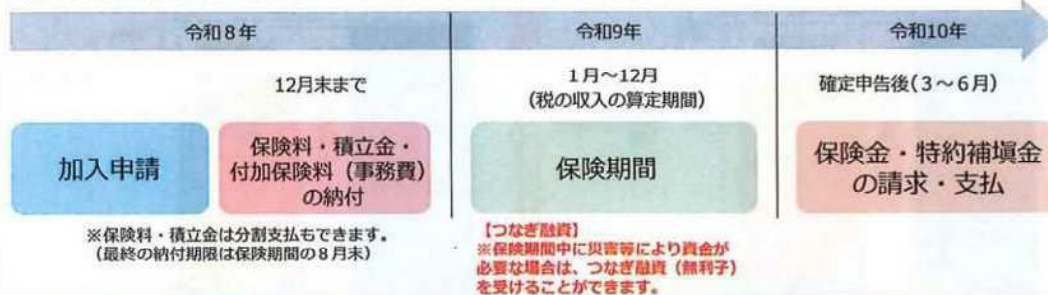 令和8年
令和9年
令和10年
12月末まで
1月～12月
(税の収入の算定期間)
確定申告後(3～6月)
加入申請
保険料・積立金・
付加保険料（事務費）
の納付
保険期間
保険金・特約補塡金
の請求・支払
※保険料・積立金は分割支払もできます。
(最終の納付期限は保険期間の8月末)
【つなぎ融資】
※保険期間中に災害等により資金が
必要な場合は、つなぎ融資（無利子）
を受けることができます。